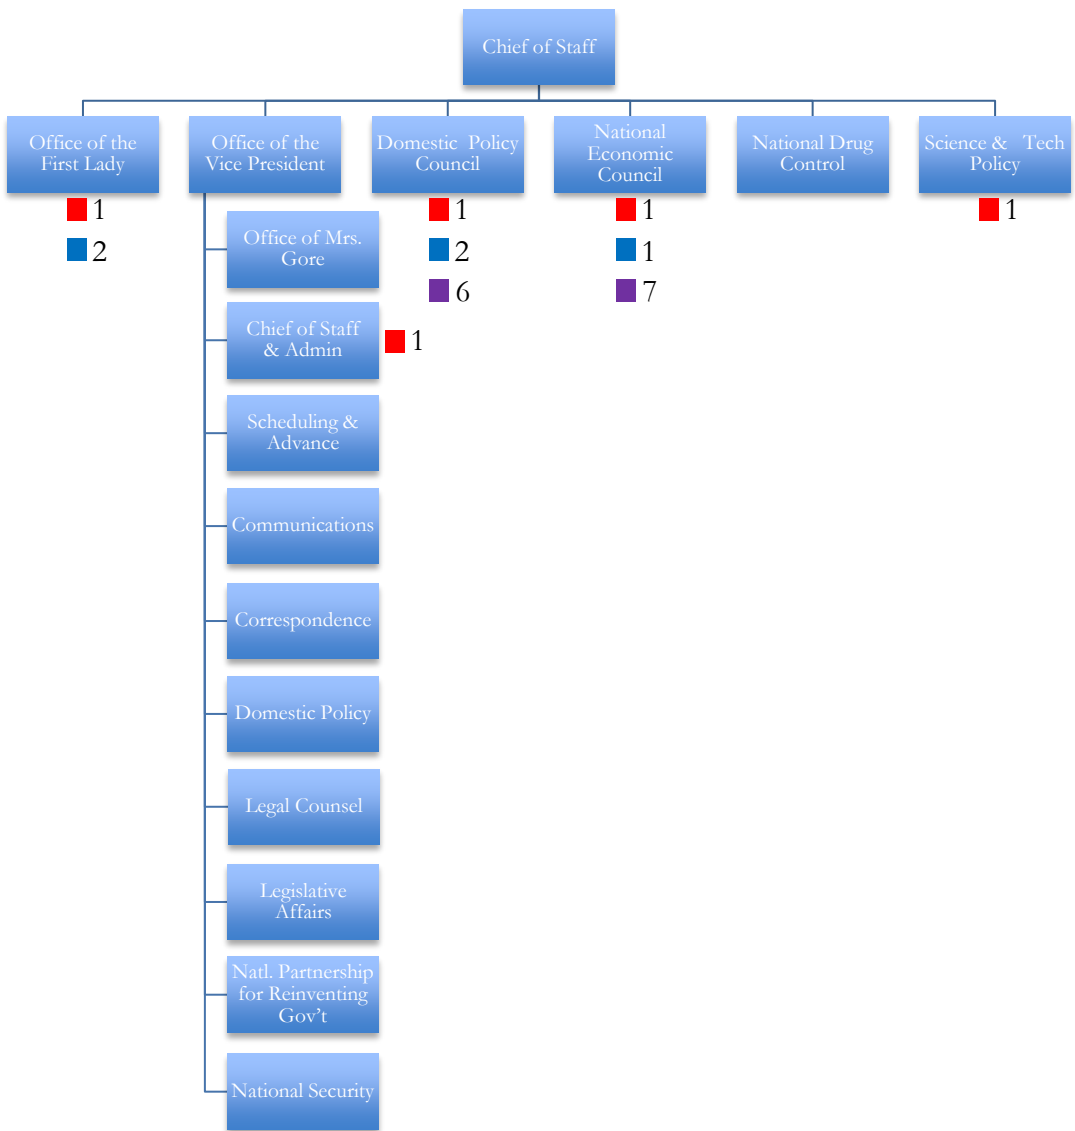 Chief of Staff
Office of the
First Lady
Office of the
Vice President
Domestic Policy
Council
National
Economic
Council
National Drug
Control
Science & Tech
Policy
1
2
1
2
6
1
1
7
1
Office of Mrs.
Gore
Chief of Staff
& Admin
1
Scheduling &
Advance
Communications
Correspondence
Domestic Policy
Legal Counsel
Legislative
Affairs
Natl. Partnership
for Reinventing
Gov't
National Security